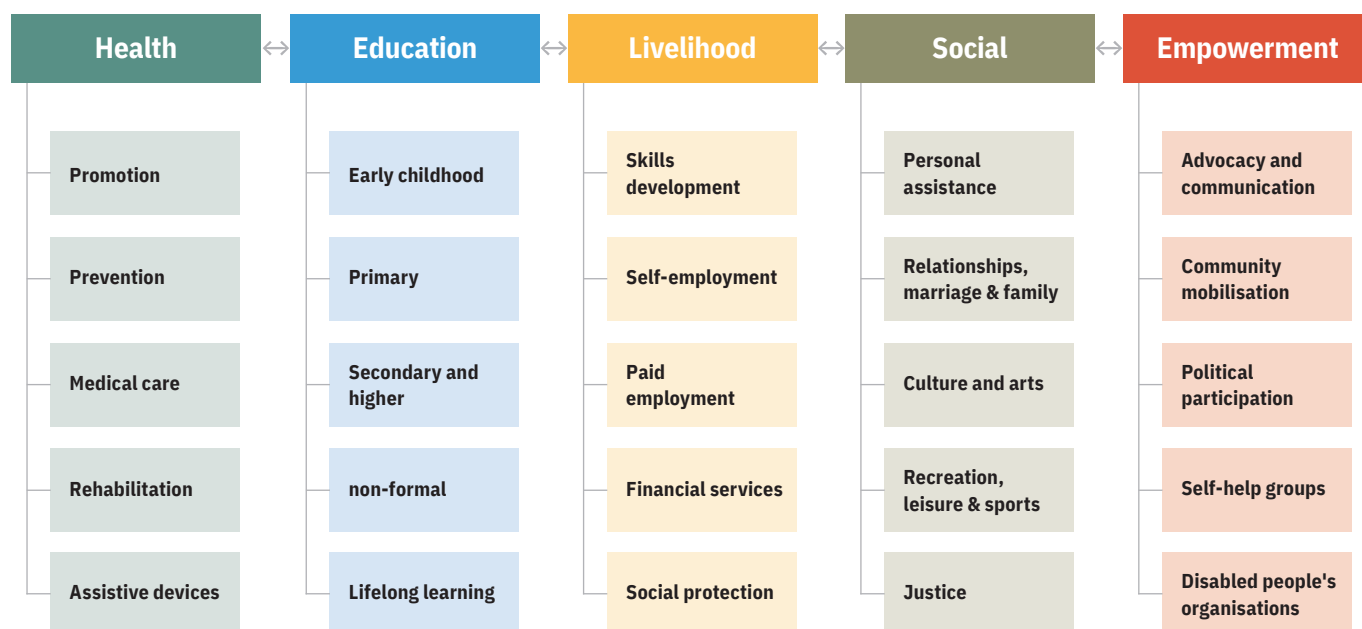 Health
Education
Livelihood
Social
Empowerment
Promotion
Prevention
Medical care
Rehabilitation
Assistive devices
Early childhood
Primary
Secondary and
higher
non-formal
Lifelong learning
Skills
development
Self-employment
Paid
employment
Financial services
Social protection
Personal
assistance
Relationships,
marriage & family
Culture and arts
Recreation,
leisure & sports
Justice
Advocacy and
communication
Community
mobilisation
Political
participation
Self-help groups
Disabled people's
organisations